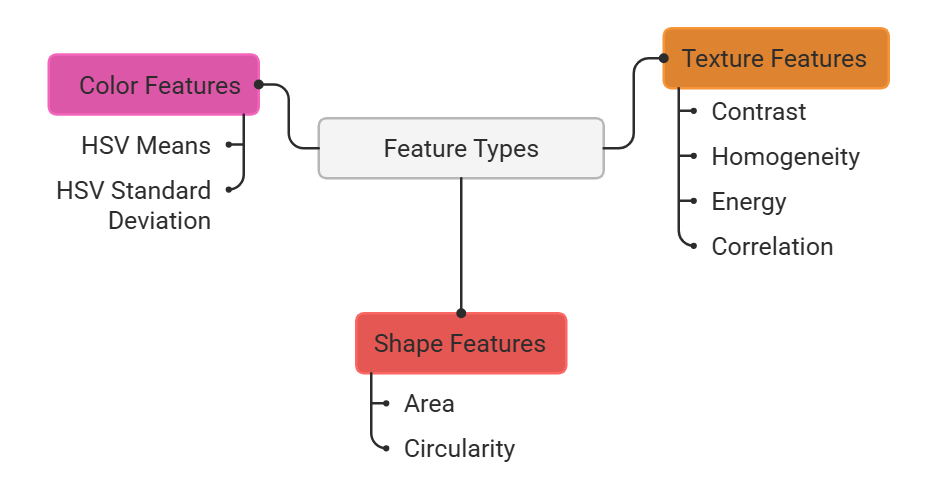 Feature Types
Color Features
HSV Means
HSV Standard
Deviation
Texture Features
Contrast
Homogeneity
Energy
Correlation
Shape Features
Area
Circularity